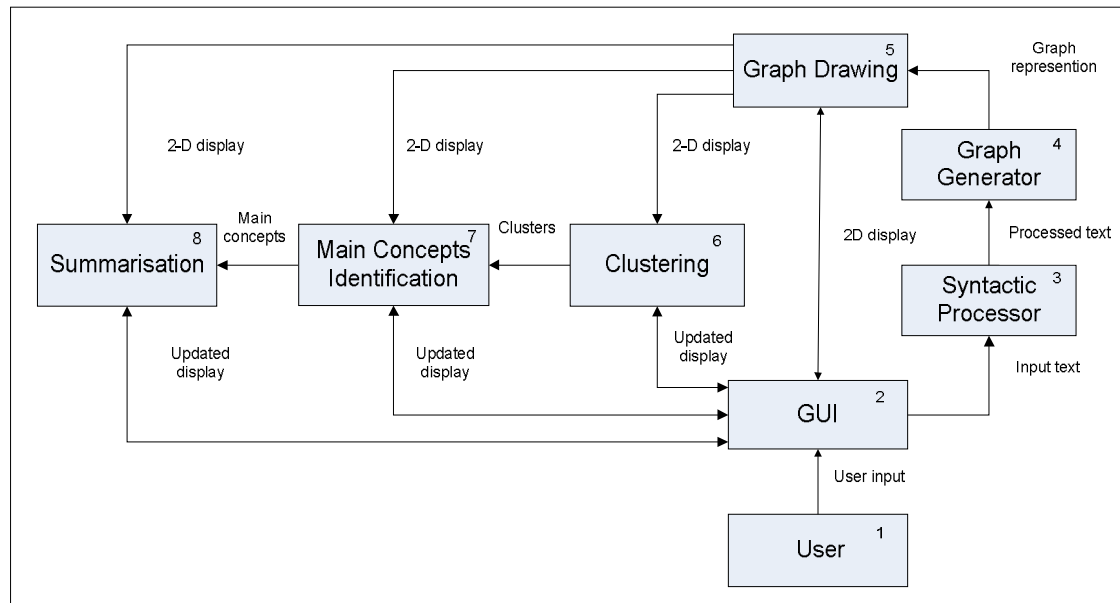 5
Graph Drawing
Graph
represention
4
Graph
Generator
2-D display
2-D display
2-D display
Main
concepts
Clusters
8
Summarisation
7
Main Concepts
Identification
6
Clustering
2D display
Processed text
3
Syntactic
Processor
Updated
display
Updated
display
Updated
display
Input text
2
GUI
User input
1
User